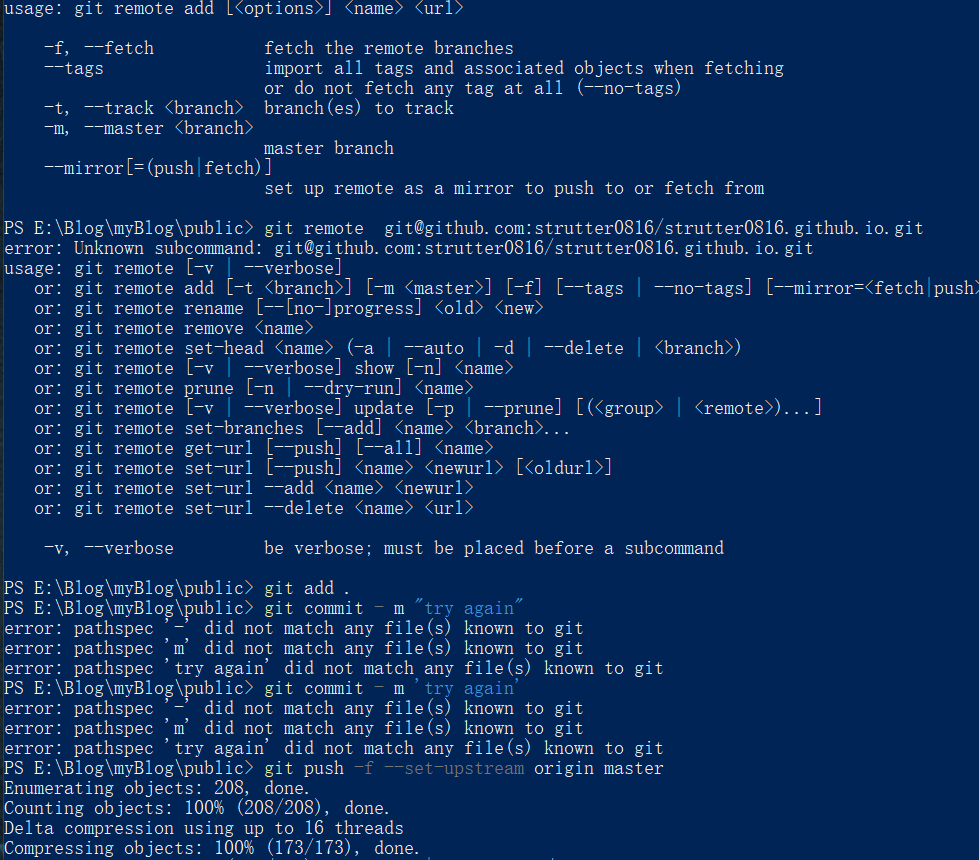 usage: git remote add [<options>] <name> <url>
-f, --fetch fetch the remote branches
--tags import all tags and associated objects when fetching
or do not fetch any tag at all (--no-tags)
-t, --track <branch> branch(es) to track
-m, --master <branch>
master branch
--mirror[=(push|fetch)]
set up remote as a mirror to push to or fetch from
PS E:\Blog\myBlog\public> git remote  git@github.com:strutter0816/strutter0816.github.io.git
error: Unknown subcommand: git@github.com:strutter0816/strutter0816.github.io.git
usage: git remote [-v | --verbose]
or: git remote add [-t <branch>] [-m <master>] [-f] [--tags | --no-tags] [--mirror=<fetch|push>
or: git remote rename [--[no-]progress] <old> <new>
or: git remote remove <name>
or: git remote set-head <name> (-a | --auto | -d | --delete | <branch>)
or: git remote [-v | --verbose] show [-n] <name>
or: git remote prune [-n | --dry-run] <name>
or: git remote [-v | --verbose] update [-p | --prune] [(<group> | <remote>)...]
or: git remote set-branches [--add] <name> <branch>...
or: git remote get-url [--push] [--all] <name>
or: git remote set-url [--push] <name> <newurl> [<oldurl>]
or: git remote set-url --add <name> <newurl>
or: git remote set-url --delete <name> <url>
-v, --verbose be verbose; must be placed before a subcommand
PS E:\Blog\myBlog\public> git add .
PS E:\Blog\myBlog\public> git commit - m "try again"
error: pathspec '-' did not match any file(s) known to git
error: pathspec 'm' did not match any file(s) known to git
error: pathspec 'try again' did not match any file(s) known to git
PS E:\Blog\myBlog\public> git commit - m 'try again'
error: pathspec '-' did not match any file(s) known to git
error: pathspec 'm' did not match any file(s) known to git
error: pathspec 'try again' did not match any file(s) known to git
PS E:\Blog\myBlog\public> git push -f --set-upstream origin master
Enumerating objects: 208, done.
Counting objects: 100% (208/208), done.
Delta compression using up to 16 threads
Compressing objects: 100% (173/173), done.